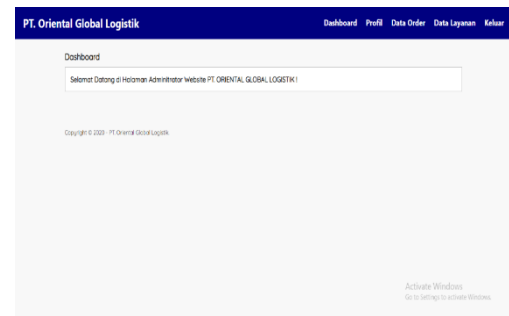 PT. Oriental Global Logistik
Dashboard Profil Data Order Data Layanan Keluar
Dashboard
Selamat Datang di Halaman Adminitrator Website PT. ORIENTAL GLOBAL LOGISTIK !
Copyright © 2020 - PT Oriental Global Logistik
Activate Windows
Go to Settings to activate Windows.